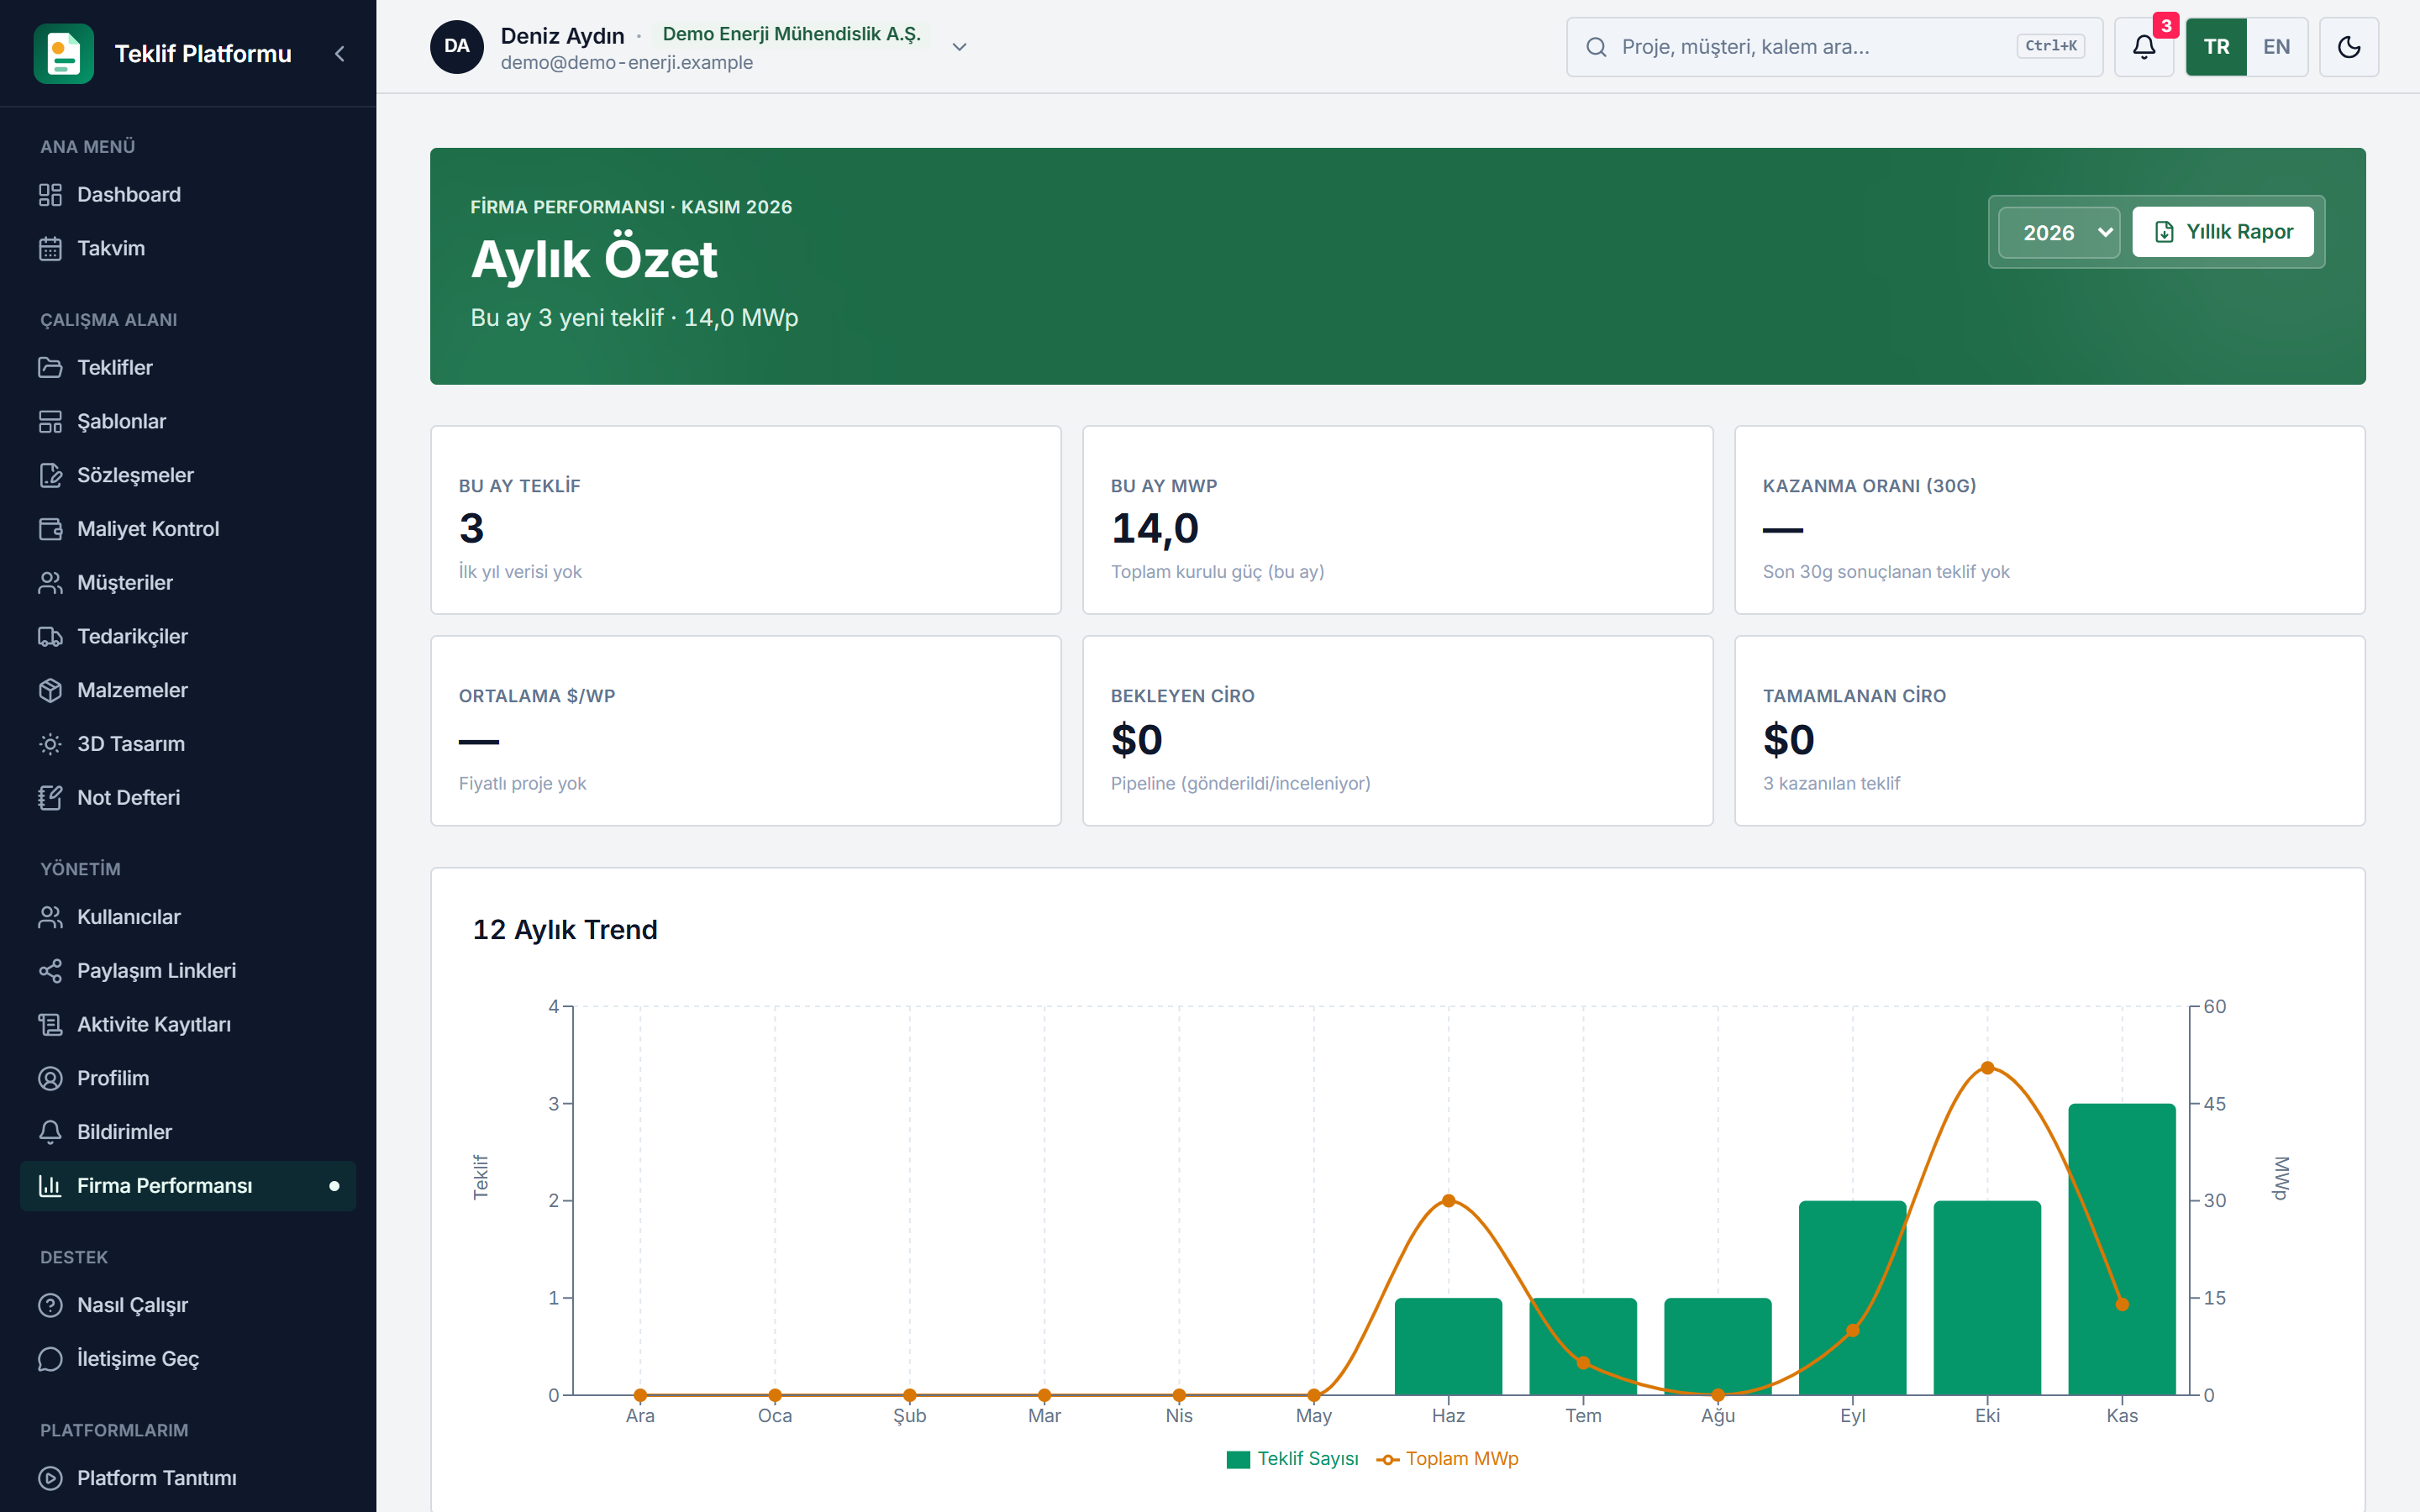 Teklif Platformu
ANA MENÜ
Dashboard
Takvim
ÇALIŞMA ALANI
Teklifler
Şablonlar
Sözleşmeler
Maliyet Kontrol
Müşteriler
Tedarikçiler
Malzemeler
3D Tasarım
Not Defteri
YÖNETİM
Kullanıcılar
Paylaşım Linkleri
Aktivite Kayıtları
Profilim
Bildirimler
Firma Performansı
DESTEK
Nasıl Çalışır
İletişime Geç
PLATFORMLARIM
Platform Tanıtımı
DA
Deniz Aydın · Demo Enerji Mühendislik A.Ş.
demo@demo-enerji.example
Proje, müşteri, kalem ara... Ctrl+K
3
TR EN
FİRMA PERFORMANSI · KASIM 2026
Aylık Özet
Bu ay 3 yeni teklif · 14,0 MWp
2026
Yıllık Rapor
BU AY TEKLİF
3
İlk yıl verisi yok
BU AY MWP
14,0
Toplam kurulu güç (bu ay)
KAZANMA ORANI (30G)
—
Son 30g sonuçlanan teklif yok
ORTALAMA $/WP
—
Fiyatlı proje yok
BEKLEYEN CİRO
$0
Pipeline (gönderildi/inceleniyor)
TAMAMLANAN CİRO
$0
3 kazanılan teklif
12 Aylık Trend
4
3
2
1
0
Teklif
60
45
30
15
0
MWp
Ara Oca Şub Mar Nis May Haz Tem Ağu Eyl Eki Kas
Teklif Sayısı Toplam MWp